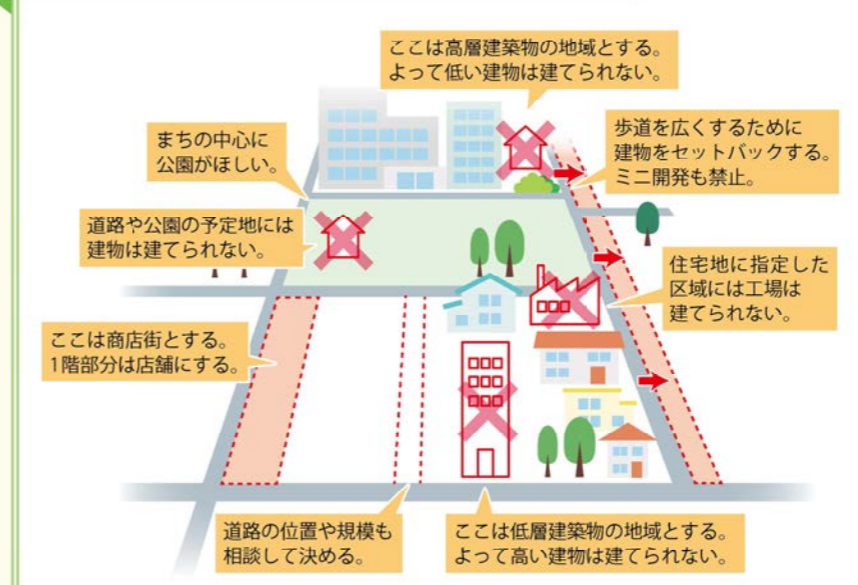 ここは高層建築物の地域とする。
よって低い建物は建てられない。
まちの中心に
公園がほしい。
歩道を広くするために
建物をセットバックする。
ミニ開発も禁止。
道路や公園の予定地には
建物は建てられない。
住宅地に指定した
区域には工場は
建てられない。
ここは商店街とする。
1階部分は店舗にする。
道路の位置や規模も
相談して決める。
ここは低層建築物の地域とする。
よって高い建物は建てられない。